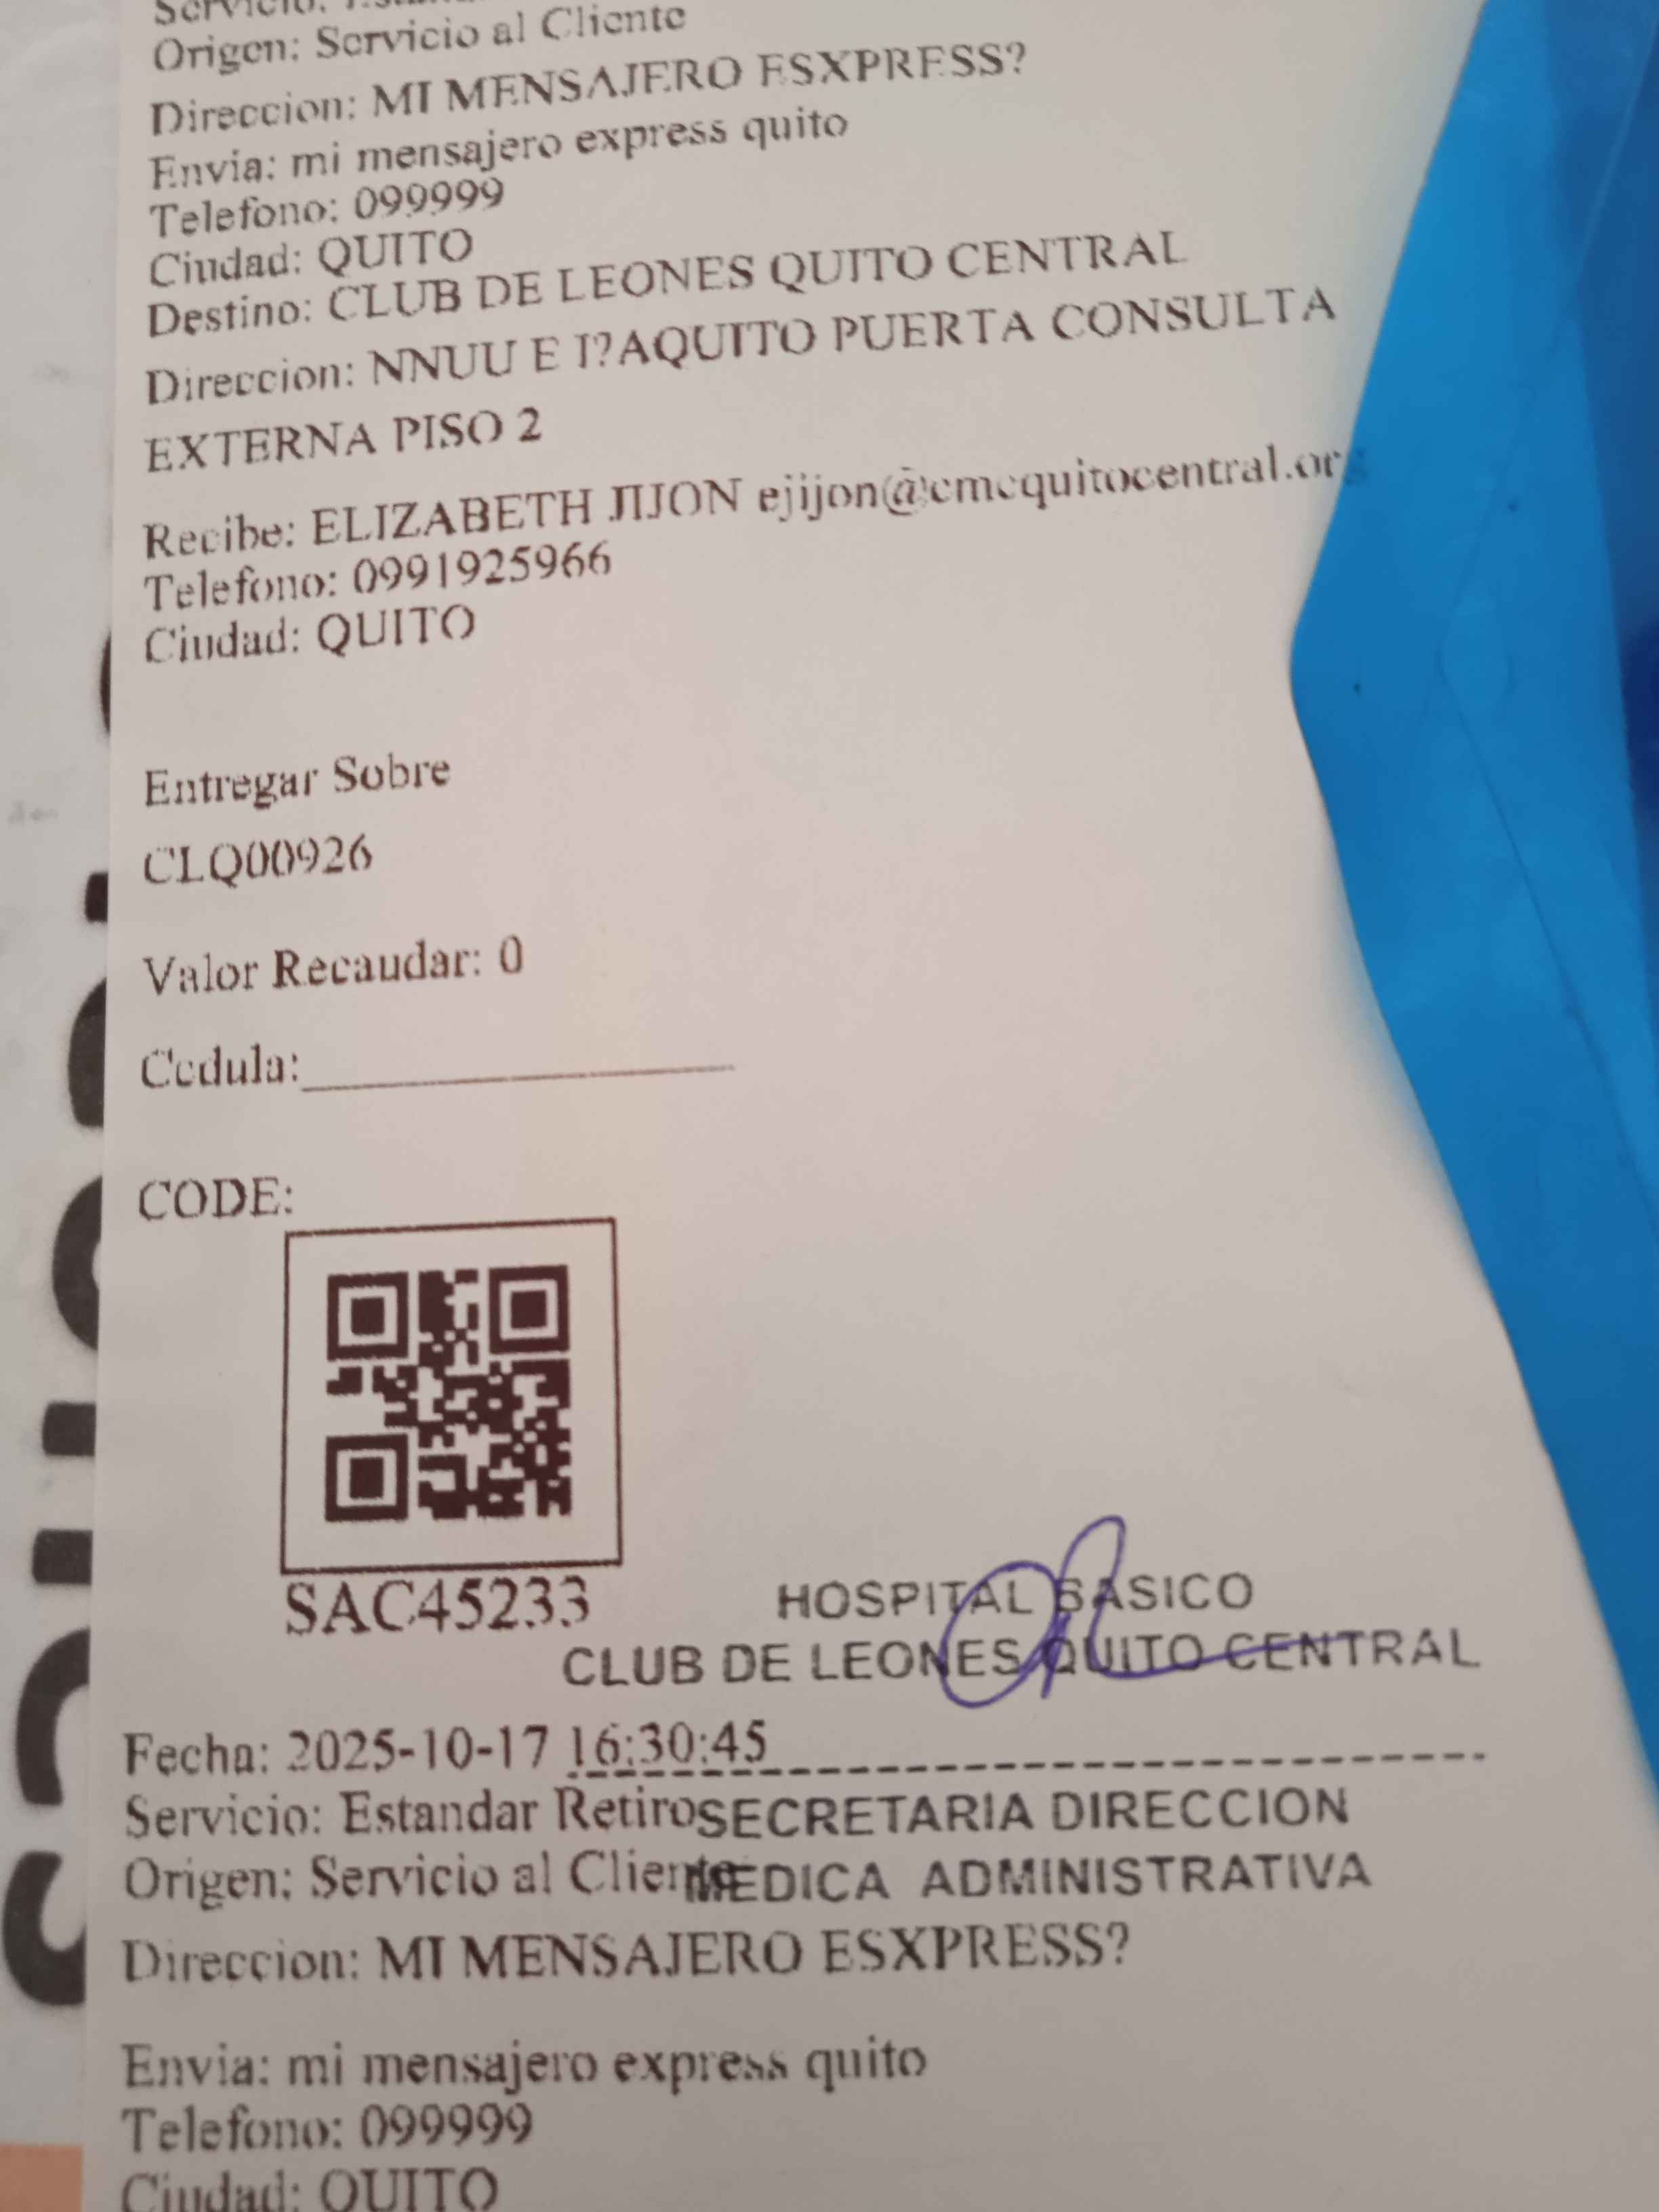 Servicio:
Origen: Servicio al Cliente
Direccion: MI MENSAJERO ESXPRESS?
Envia: mi mensajero express quito
Telefono: 099999
Ciudad: QUITO
Destino: CLUB DE LEONES QUITO CENTRAL
Direccion: NNUU E I?AQUITO PUERTA CONSULTA
EXTERNA PISO 2
Recibe: ELIZABETH JIJON ejijon@cmcquitocentral.org
Telefono: 0991925966
Ciudad: QUITO
Entregar Sobre
CLQ00926
Valor Recaudar: 0
Cedula:
CODE:
SAC45233
HOSPITAL BASICO
CLUB DE LEONES QUITO CENTRAL
Fecha: 2025-10-17 16:30:45
Servicio: Estandar Retiro SECRETARIA DIRECCION
Origen: Servicio al Cliente MEDICA ADMINISTRATIVA
Direccion: MI MENSAJERO ESXPRESS?
Envia: mi mensajero express quito
Telefono: 099999
Ciudad: QUITO